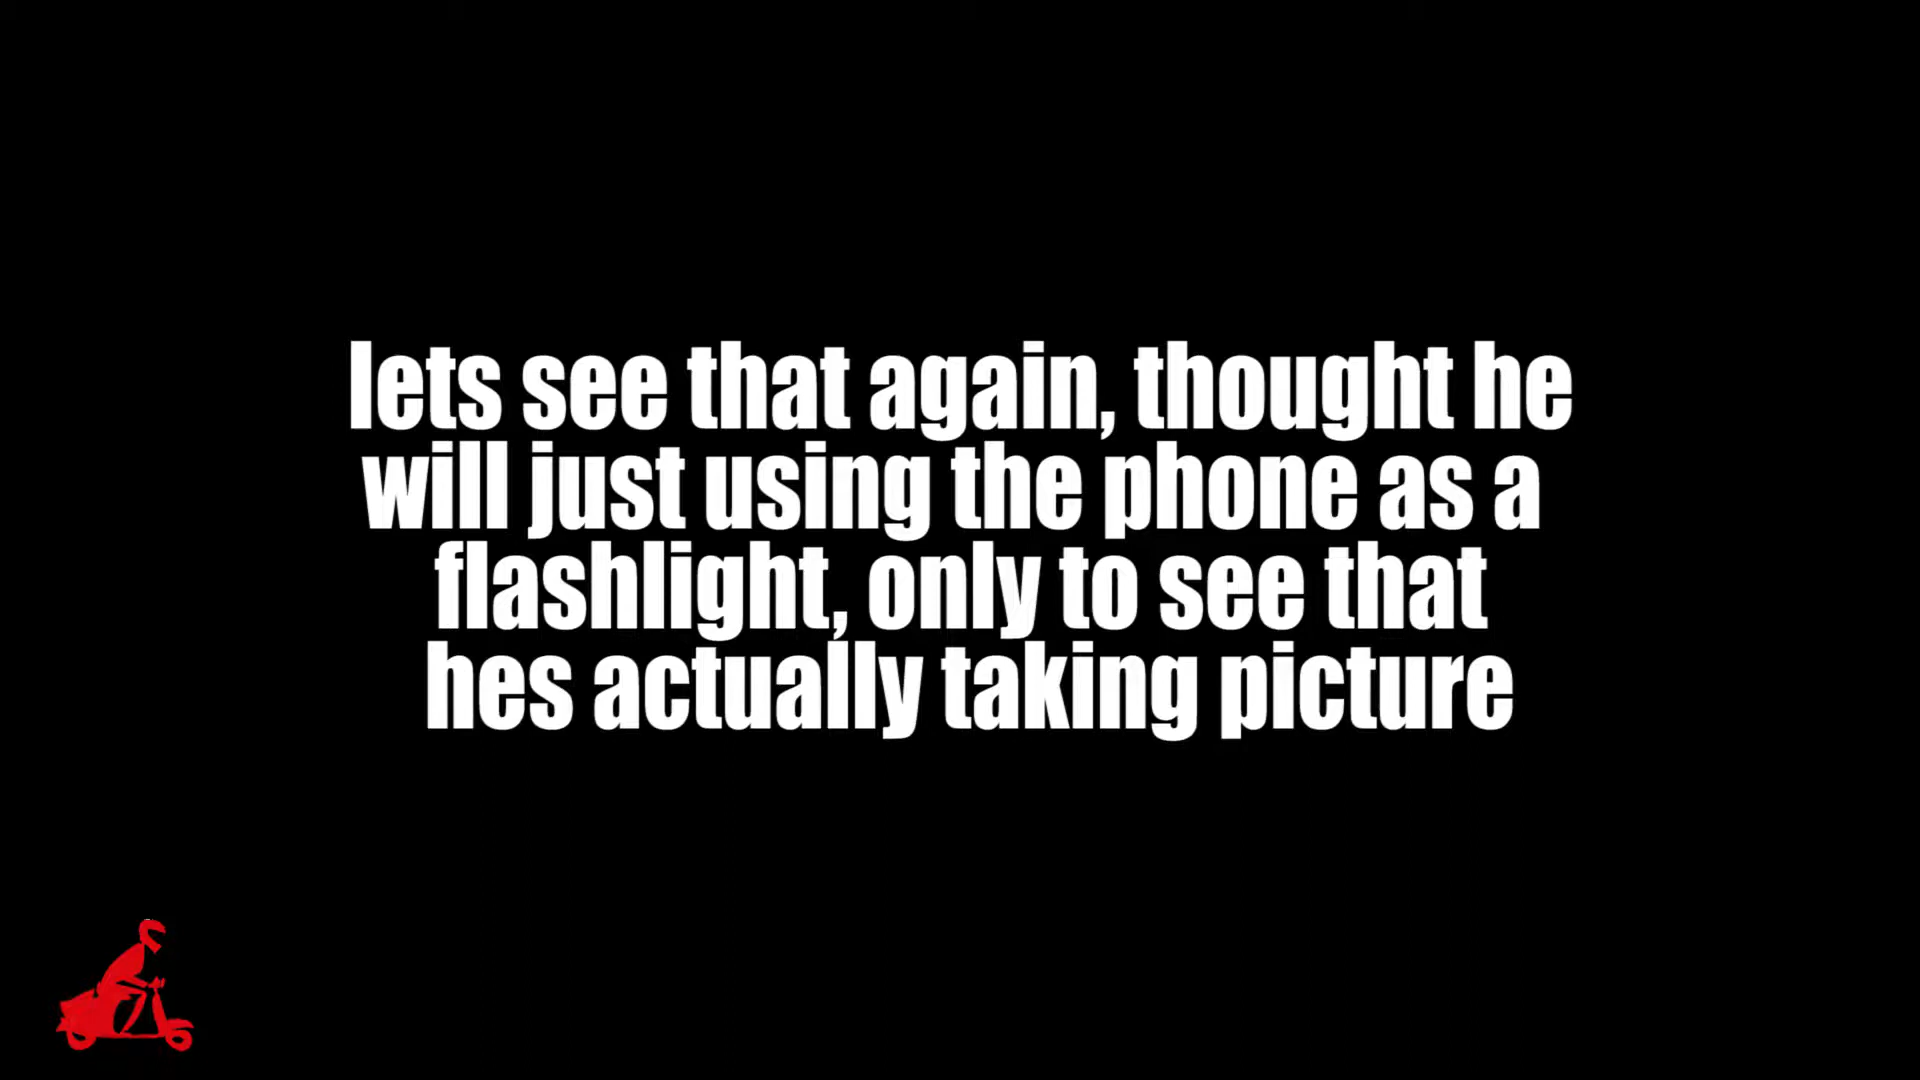 lets see that again, thought he
will just using the phone as a
flashlight, only to see that
hes actually taking picture